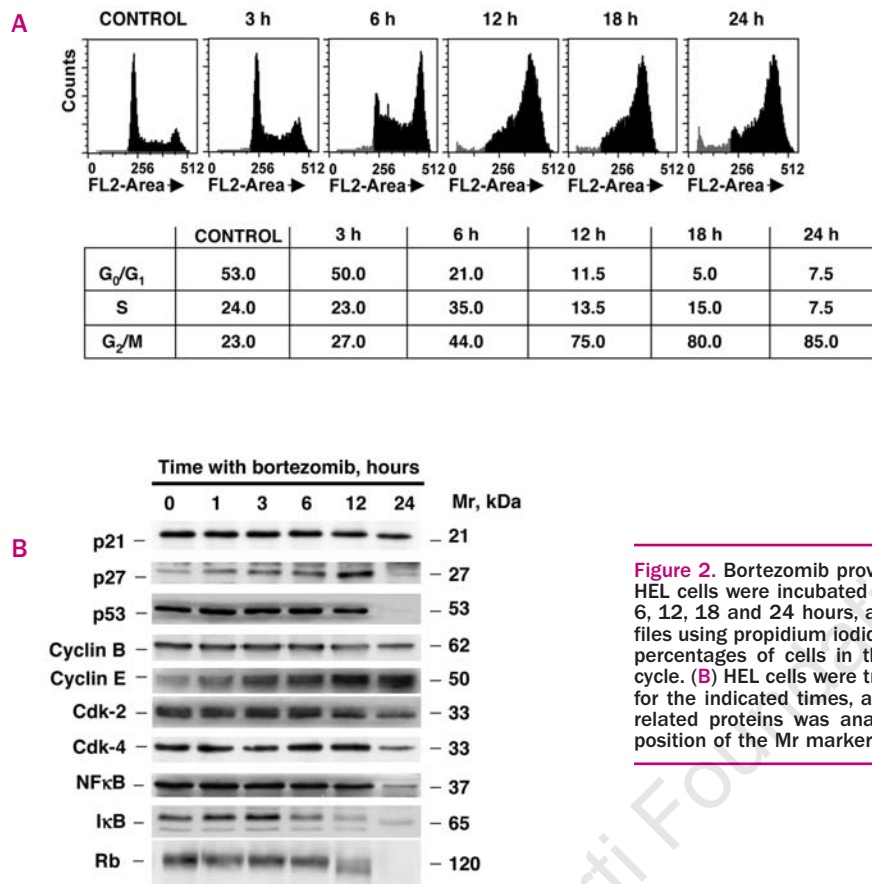 A
CONTROL 3 h 6 h 12 h 18 h 24 h
Counts
0 256 512 0 256 512 0 256 512 0 256 512 0 256 512 0 256 512
FL2-Area FL2-Area FL2-Area FL2-Area FL2-Area FL2-Area
CONTROL 3 h 6 h 12 h 18 h 24 h
G0/G1 53.0 50.0 21.0 11.5 5.0 7.5
S 24.0 23.0 35.0 13.5 15.0 7.5
G2/M 23.0 27.0 44.0 75.0 80.0 85.0
B
Time with bortezomib, hours
0 1 3 6 12 24 Mr, kDa
p21 – – 21
p27 – – 27
p53 – – 53
Cyclin B – – 62
Cyclin E – – 50
Cdk-2 – – 33
Cdk-4 – – 33
NFκB – – 37
IκB – – 65
Rb – – 120
Figure 2. Bortezomib prov
HEL cells were incubated
6, 12, 18 and 24 hours, a
files using propidium iodid
percentages of cells in th
cycle. (B) HEL cells were tr
for the indicated times, a
related proteins was ana
position of the Mr marker